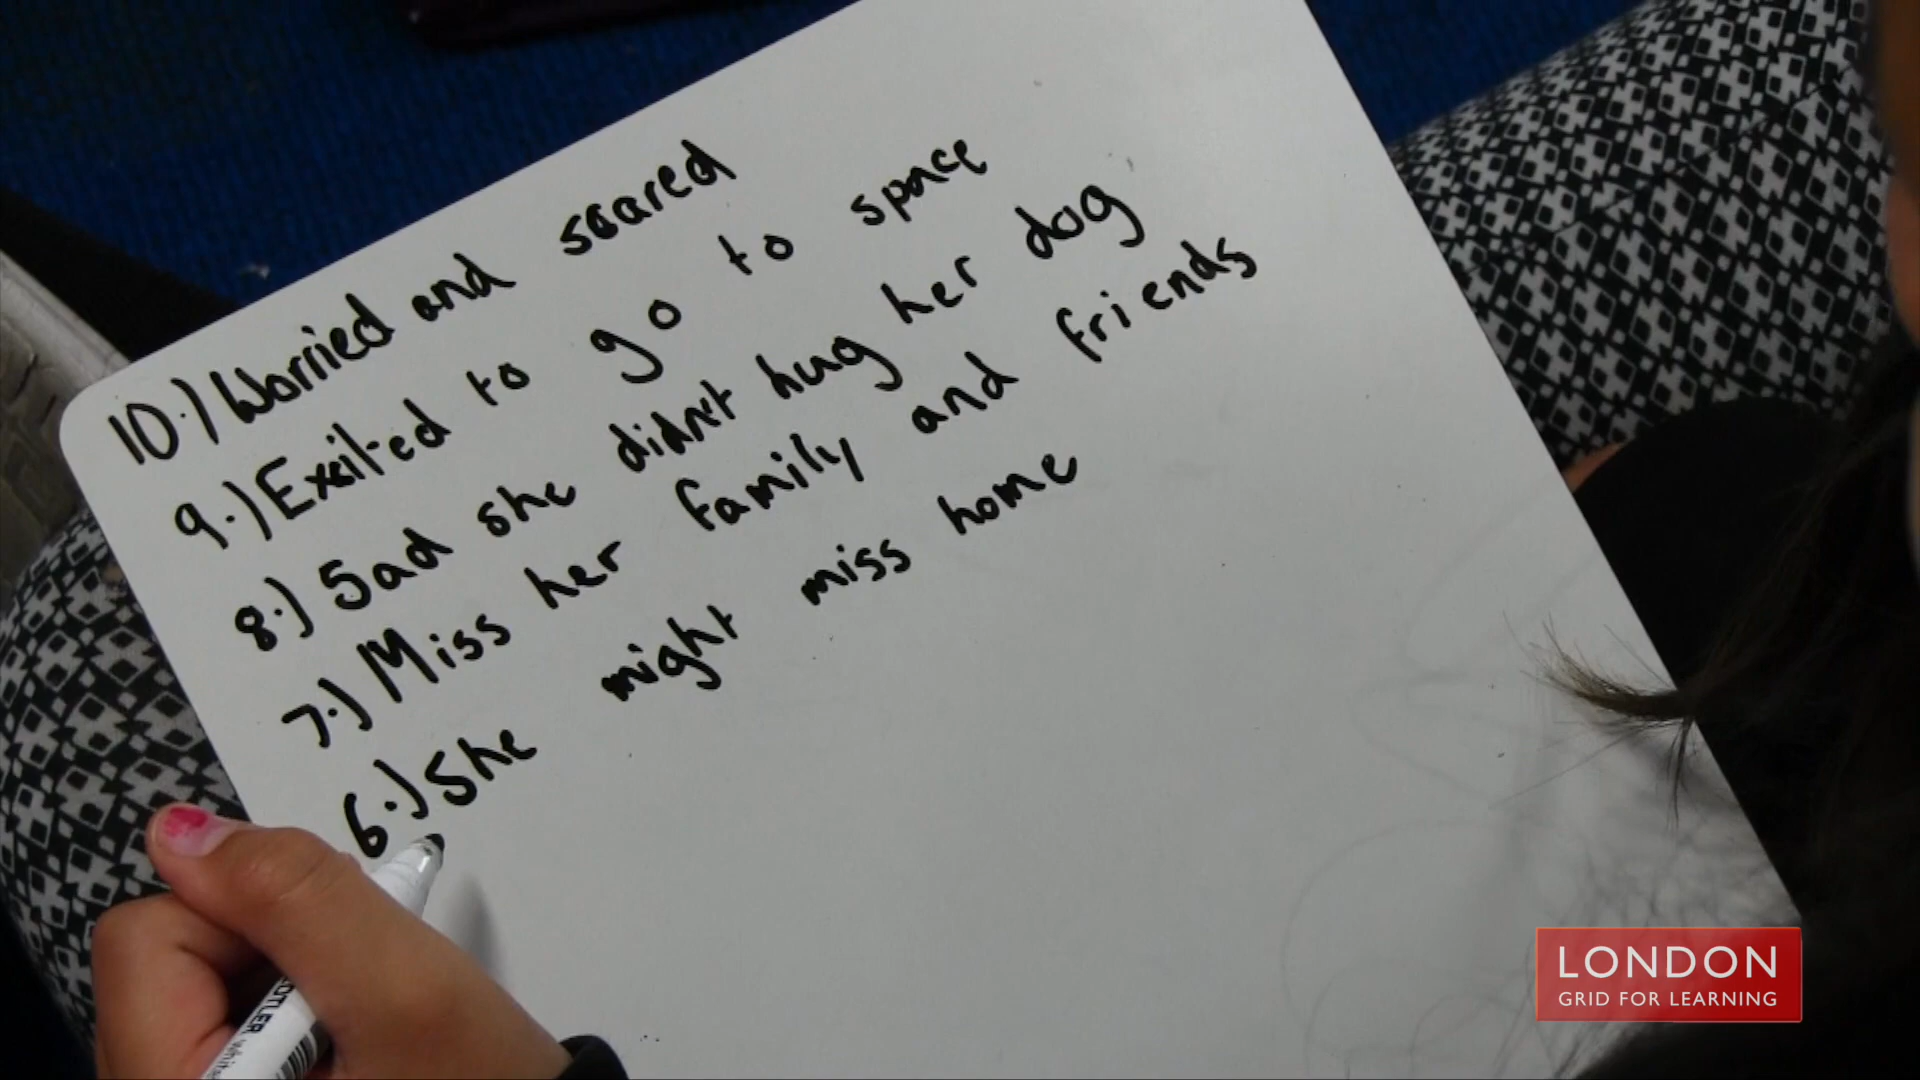 10.) Worried and scared
9.) Exited to go to space
8.) Sad she didn't hug her dog
7.) Miss her family and friends
6.) She might miss home
LONDON
GRID FOR LEARNING